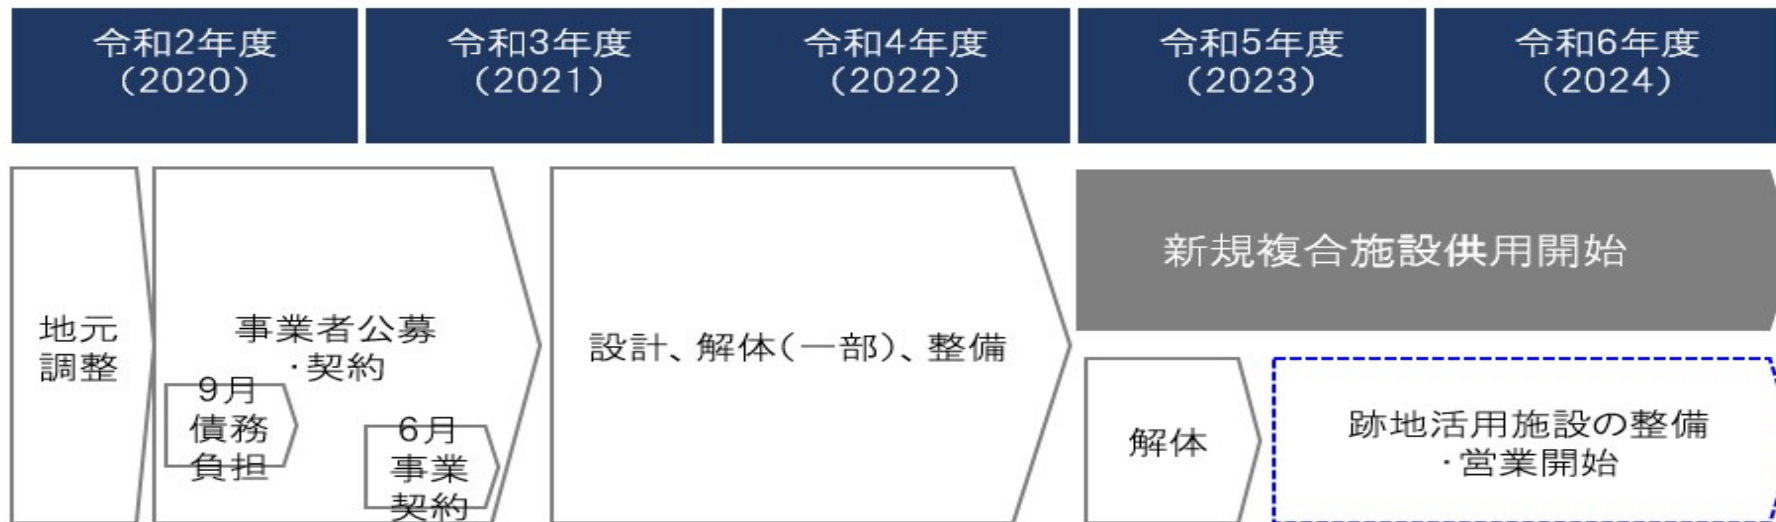 令和2年度
（2020）
令和3年度
（2021）
令和4年度
（2022）
令和5年度
（2023）
令和6年度
（2024）
地元
調整
事業者公募
・契約
9月
債務
負担
6月
事業
契約
設計、解体（一部）、整備
新規複合施設供用開始
解体
跡地活用施設の整備
・営業開始